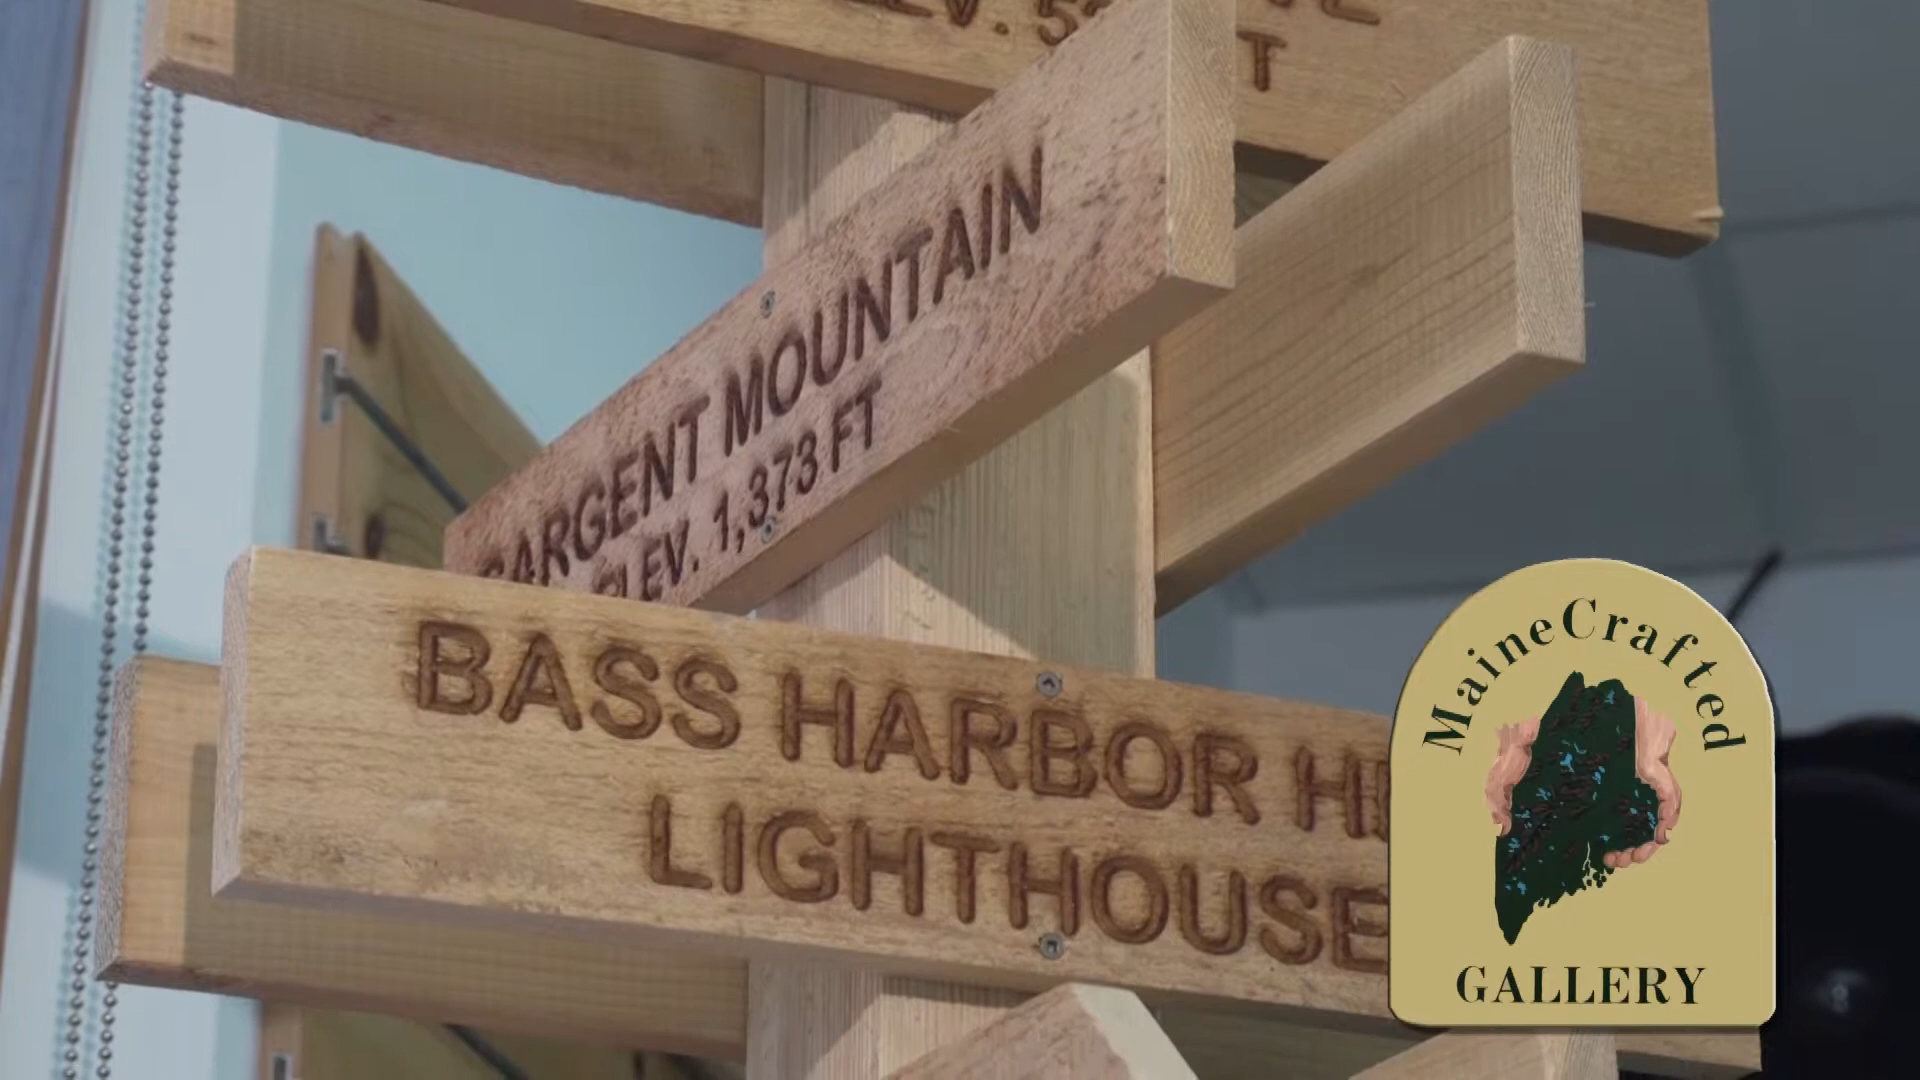 T
SARGENT MOUNTAIN
ELEV. 1,373 FT
BASS HARBOR
LIGHTHOUSE
MaineCrafted
GALLERY